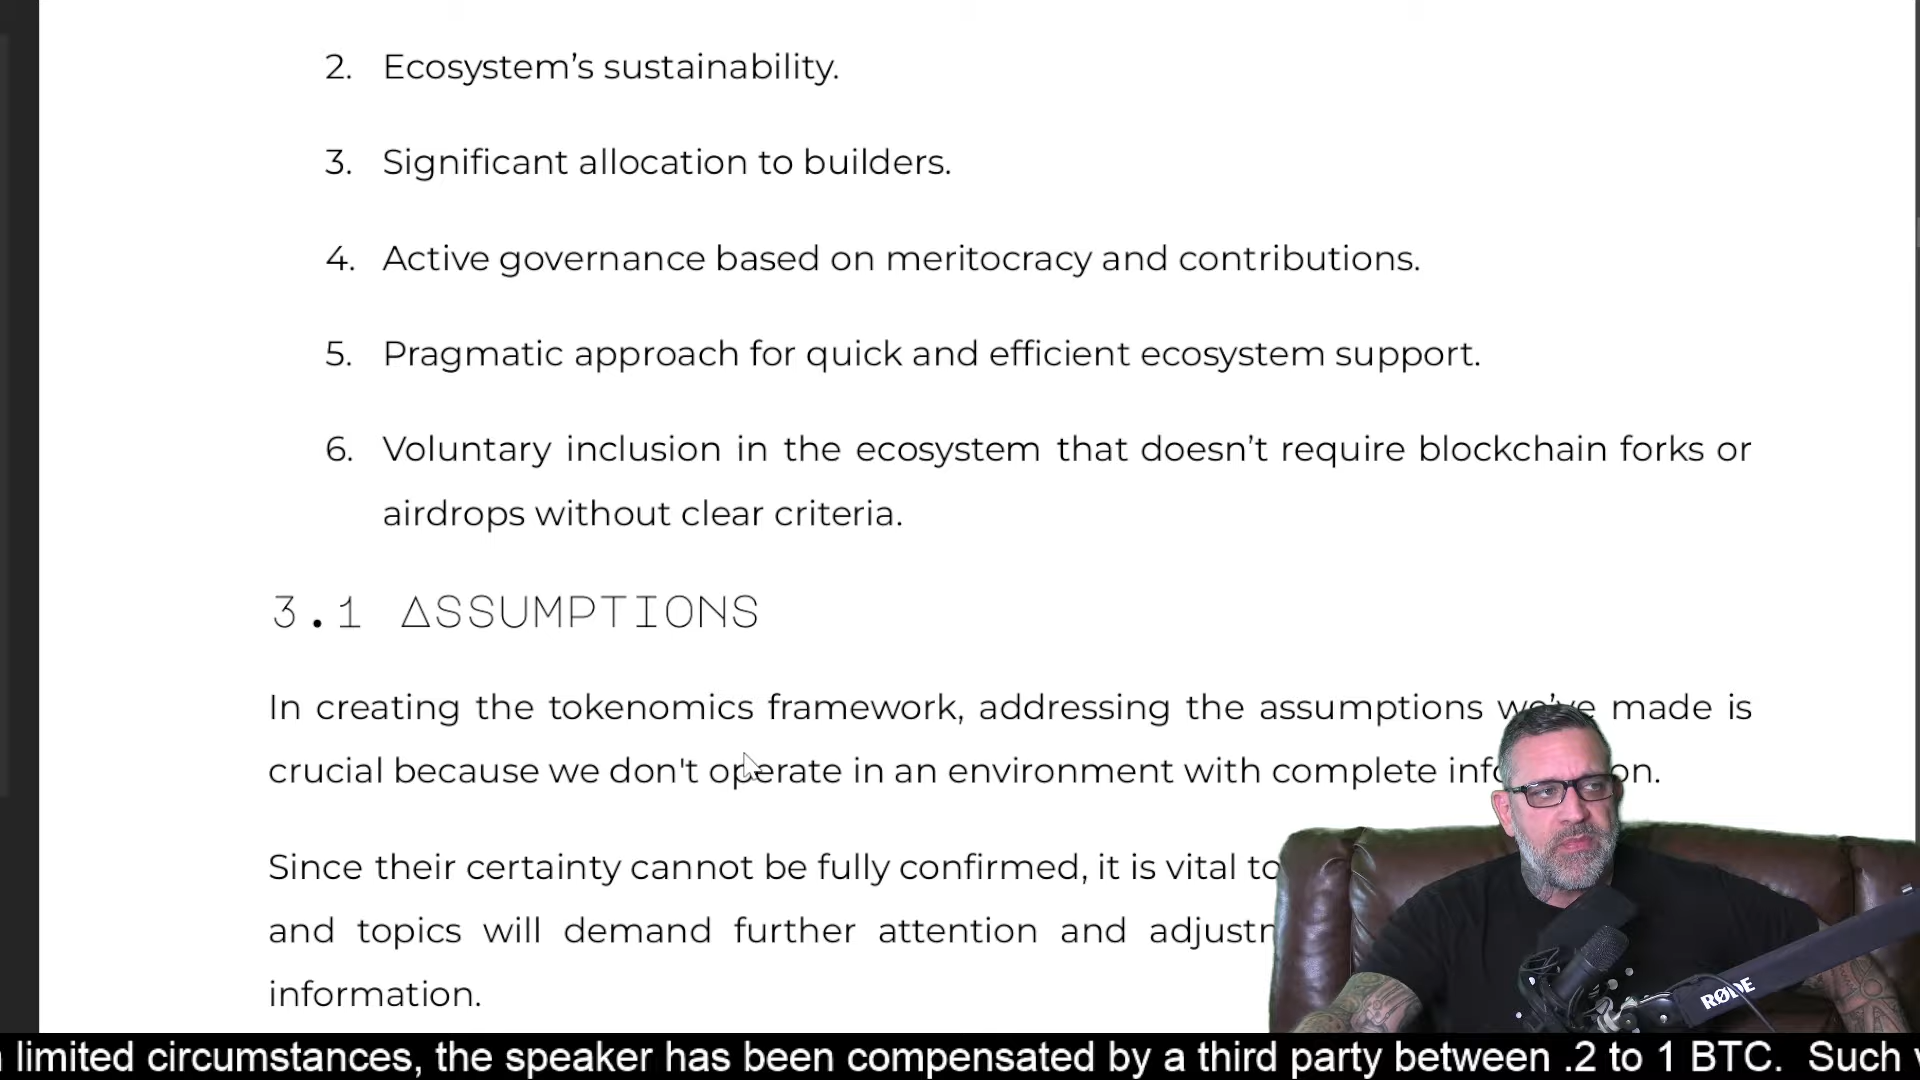 2. Ecosystem’s sustainability.
3. Significant allocation to builders.
4. Active governance based on meritocracy and contributions.
5. Pragmatic approach for quick and efficient ecosystem support.
6. Voluntary inclusion in the ecosystem that doesn’t require blockchain forks or
airdrops without clear criteria.
3.1 ΔSSUMPTIONS
In creating the tokenomics framework, addressing the assumptions we’ve made is
crucial because we don't operate in an environment with complete
Since their certainty cannot be fully confirmed, it is vital to
and topics will demand further attention and
information.
RØDE
limited circumstances, the speaker has been compensated by a third party between .2 to 1 BTC. Such